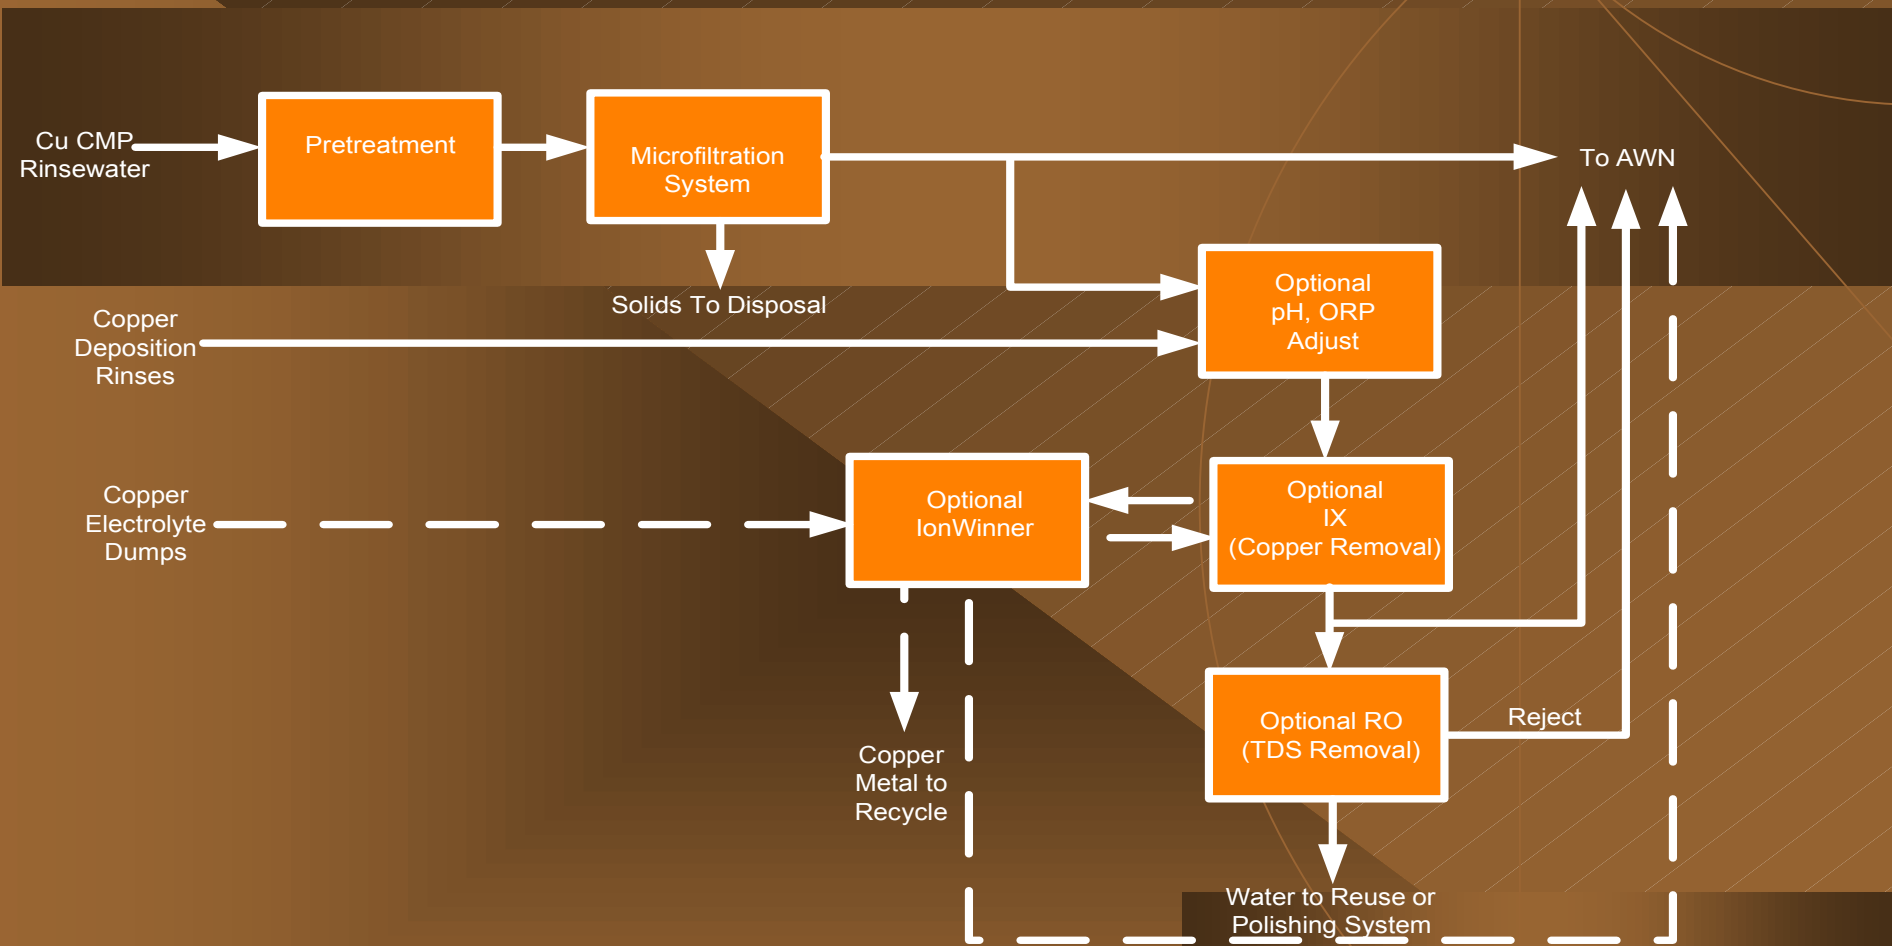 Cu CMP
Rinsewater
Pretreatment
Microfiltration
System
To AWN
Solids To Disposal
Optional
pH, ORP
Adjust
Copper
Deposition
Rinses
Copper
Electrolyte
Dumps
Optional
IonWinner
Optional
IX
(Copper Removal)
Optional RO
(TDS Removal)
Reject
Copper
Metal to
Recycle
Water to Reuse or
Polishing System